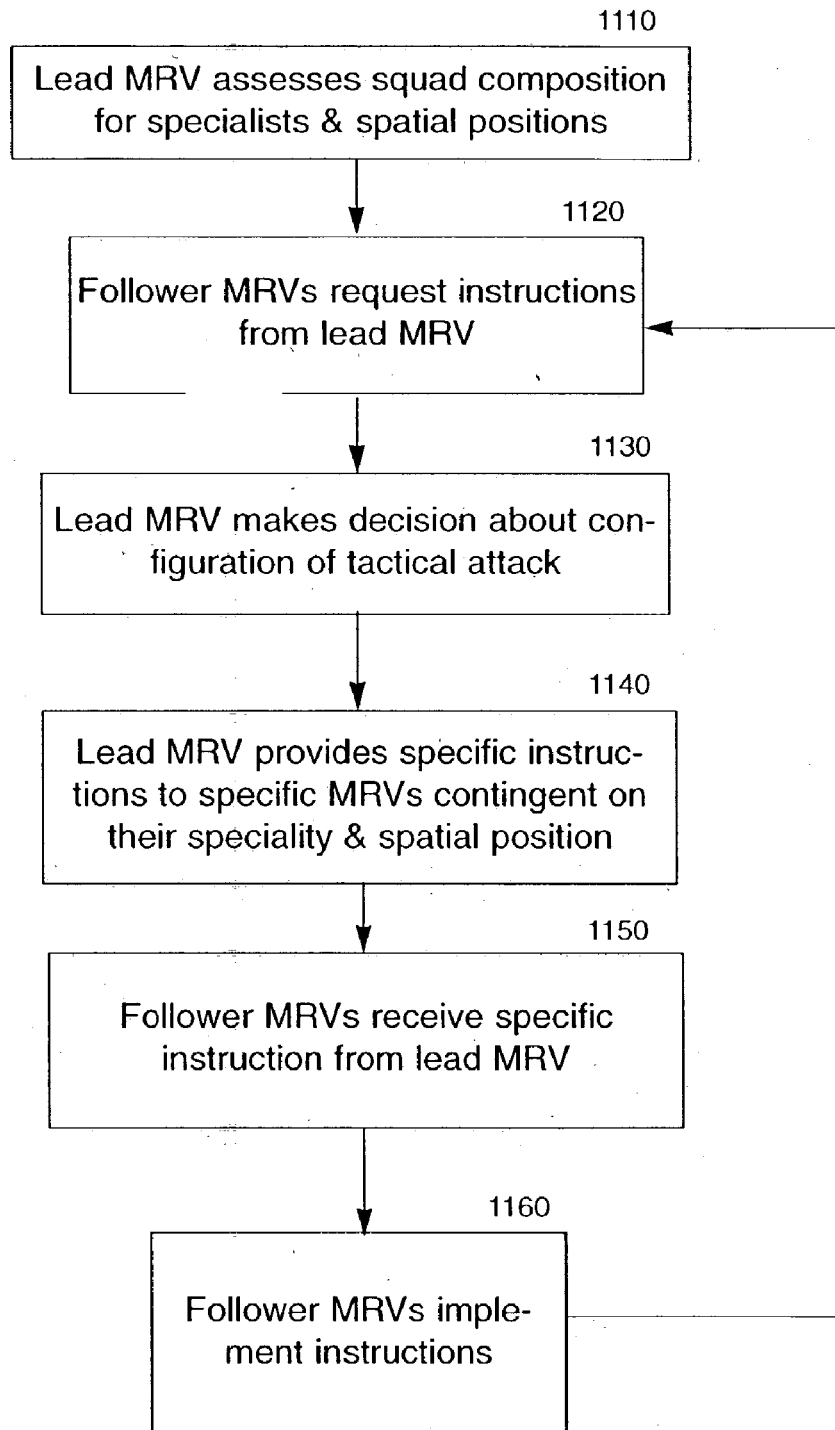 1110
Lead MRV assesses squad composition
for specialists & spatial positions
1120
Follower MRVs request instructions
from lead MRV
1130
Lead MRV makes decision about con-
figuration of tactical attack
1140
Lead MRV provides specific instruc-
tions to specific MRVs contingent on
their speciality & spatial position
1150
Follower MRVs receive specific
instruction from lead MRV
1160
Follower MRVs imple-
ment instructions